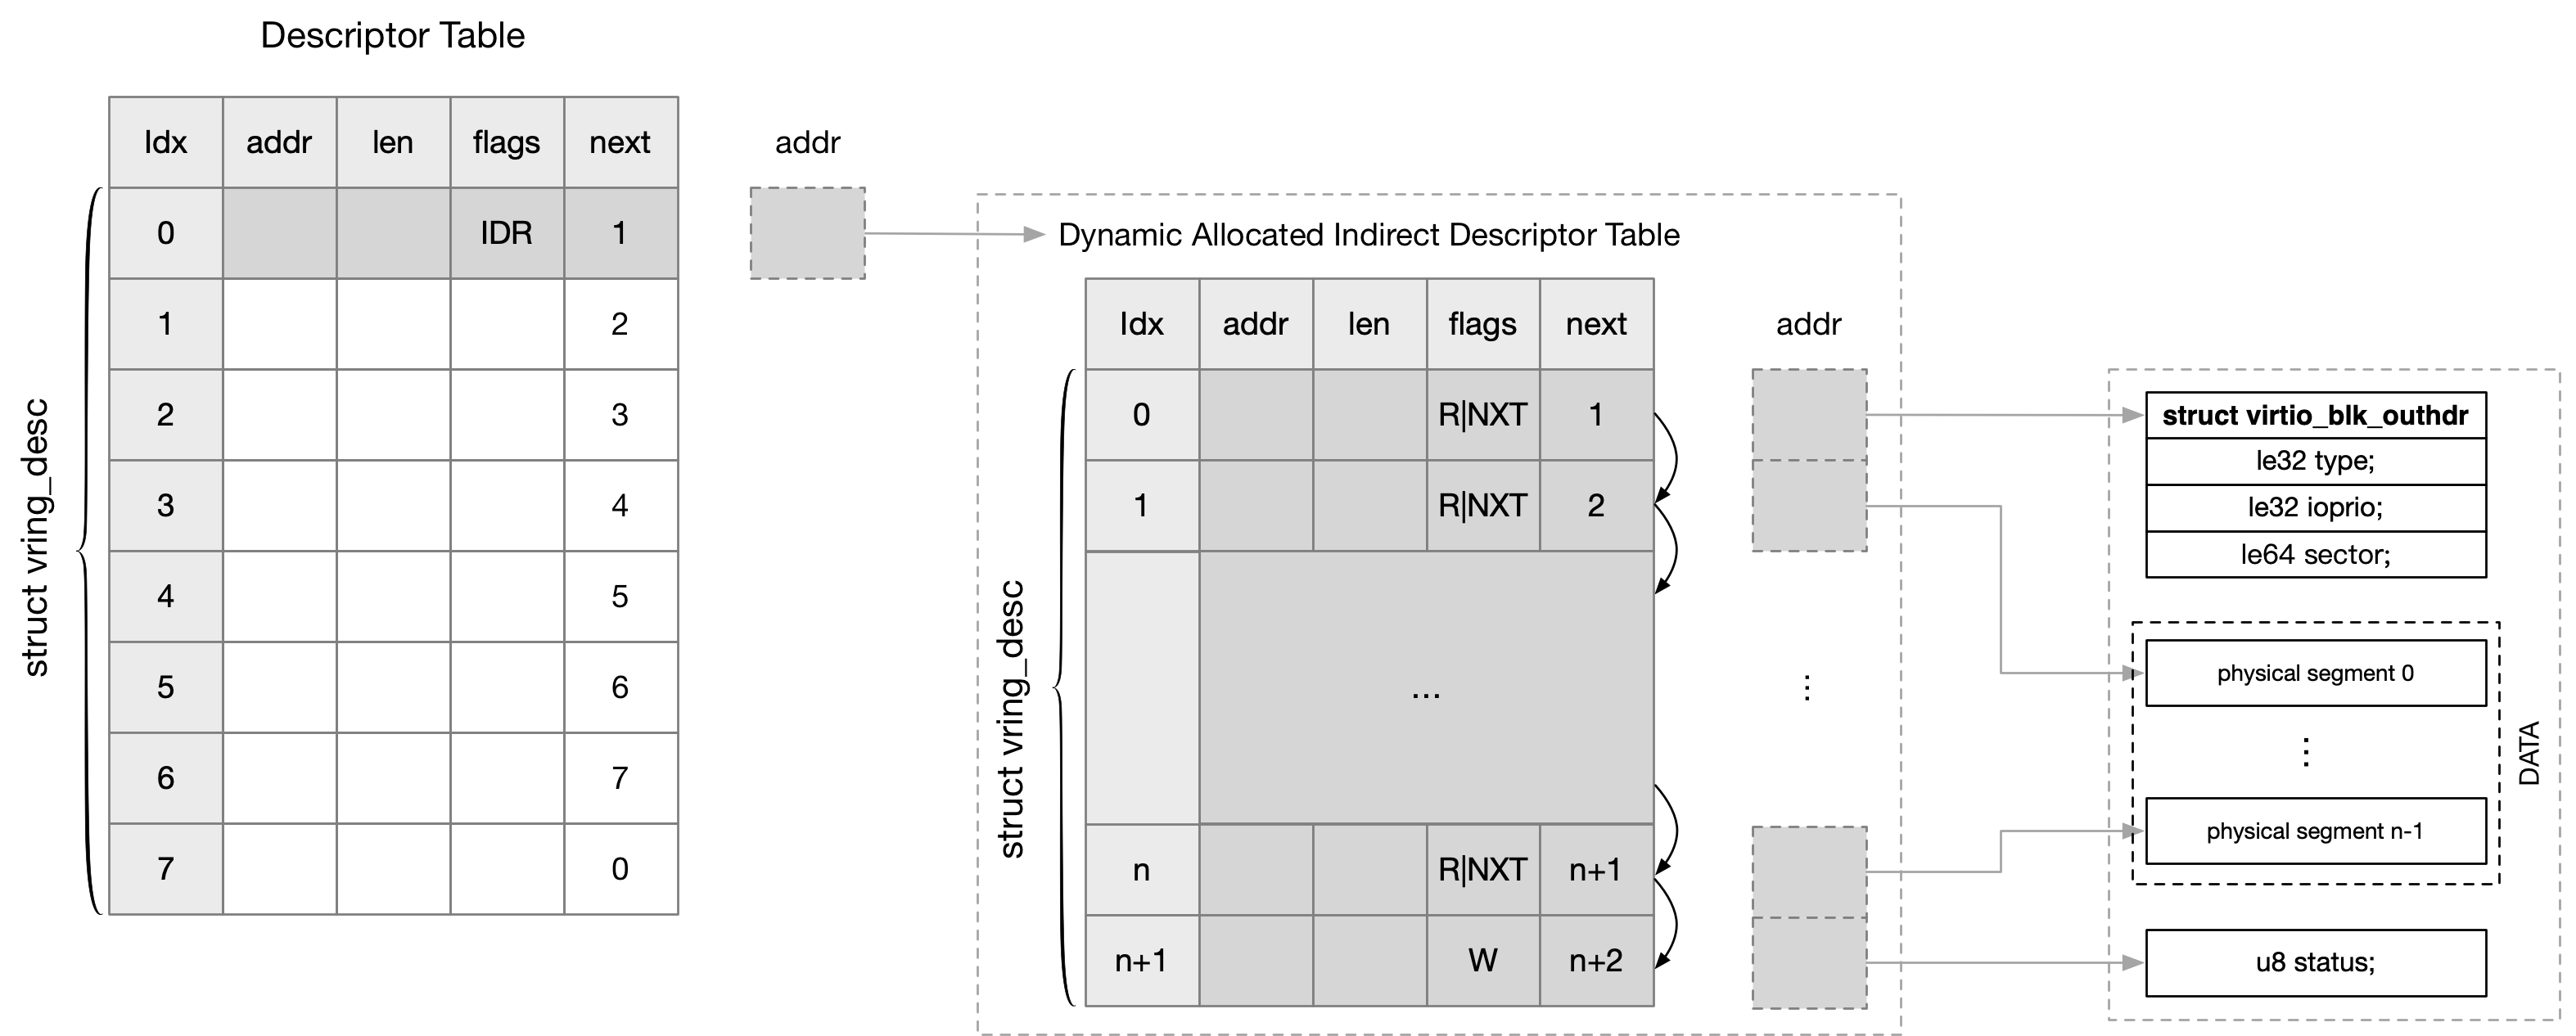 Descriptor Table
Idx addr len flags next
0 IDR 1
1 2
2 3
3 4
4 5
5 6
6 7
7 0
struct vring_desc
addr
Dynamic Allocated Indirect Descriptor Table
Idx addr len flags next
0 R|NXT 1
1 R|NXT 2
...
n R|NXT n+1
n+1 W n+2
struct vring_desc
addr
...
struct virtio_blk_outhdr
le32 type;
le32 ioprio;
le64 sector;
physical segment 0
...
physical segment n-1
DATA
u8 status;